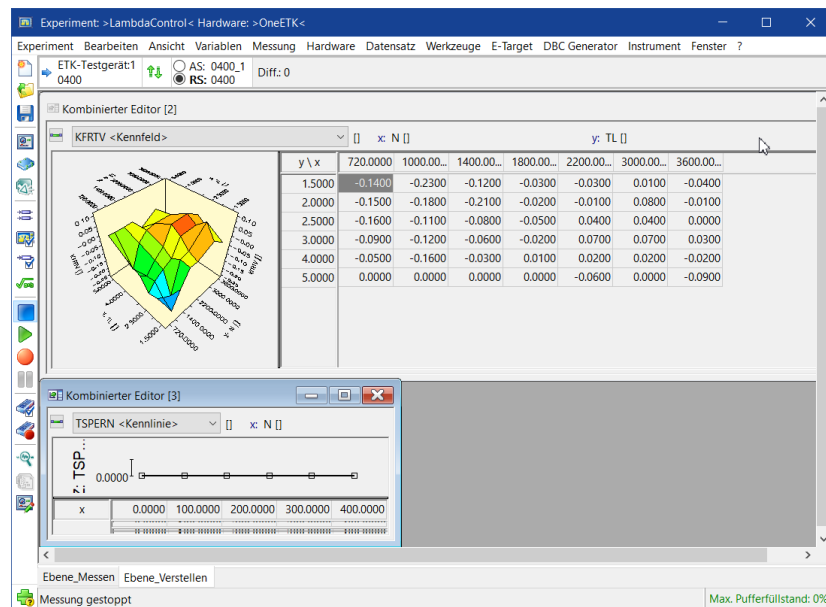 Experiment: >LambdaControl< Hardware: >OneETK<
Experiment Bearbeiten Ansicht Variablen Messung Hardware Datensatz Werkzeuge E-Target DBC Generator Instrument Fenster ?
ETK-Testgerät:1 AS: 0400_1 Diff.: 0
0400 RS: 0400
Kombinierter Editor [2]
KFRTV <Kennfeld> [] x: N [] y: TL []
y \ x 720.0000 1000.00... 1400.00... 1800.00... 2200.00... 3000.00... 3600.00...
1.5000 -0.1400 -0.2300 -0.1200 -0.0300 -0.0300 0.0100 -0.0400
2.0000 -0.1500 -0.1800 -0.2100 -0.0200 -0.0100 0.0800 -0.0100
2.5000 -0.1600 -0.1100 -0.0800 -0.0500 0.0400 0.0400 0.0000
3.0000 -0.0900 -0.1200 -0.0600 -0.0200 0.0700 0.0700 0.0300
4.0000 -0.0500 -0.1600 -0.0300 0.0100 0.0200 0.0200 -0.0200
5.0000 0.0000 0.0000 0.0000 0.0000 -0.0600 0.0000 -0.0900
Kombinierter Editor [3]
TSPERN <Kennlinie> [] x: N []
z: TSP...
0.0000
x 0.0000 100.0000 200.0000 300.0000 400.0000
Ebene_Messen Ebene_Verstellen
Messung gestoppt Max. Pufferfüllstand: 0%